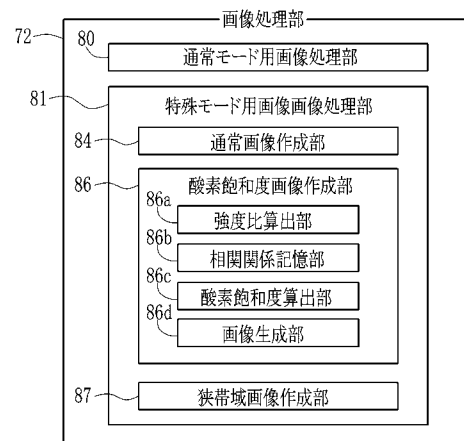 画像処理部
72
80
通常モード用画像処理部
81
特殊モード用画像画像処理部
84
通常画像作成部
86
酸素飽和度画像作成部
86a
強度比算出部
86b
相関関係記憶部
86c
酸素飽和度算出部
86d
画像生成部
87
狭帯域画像作成部